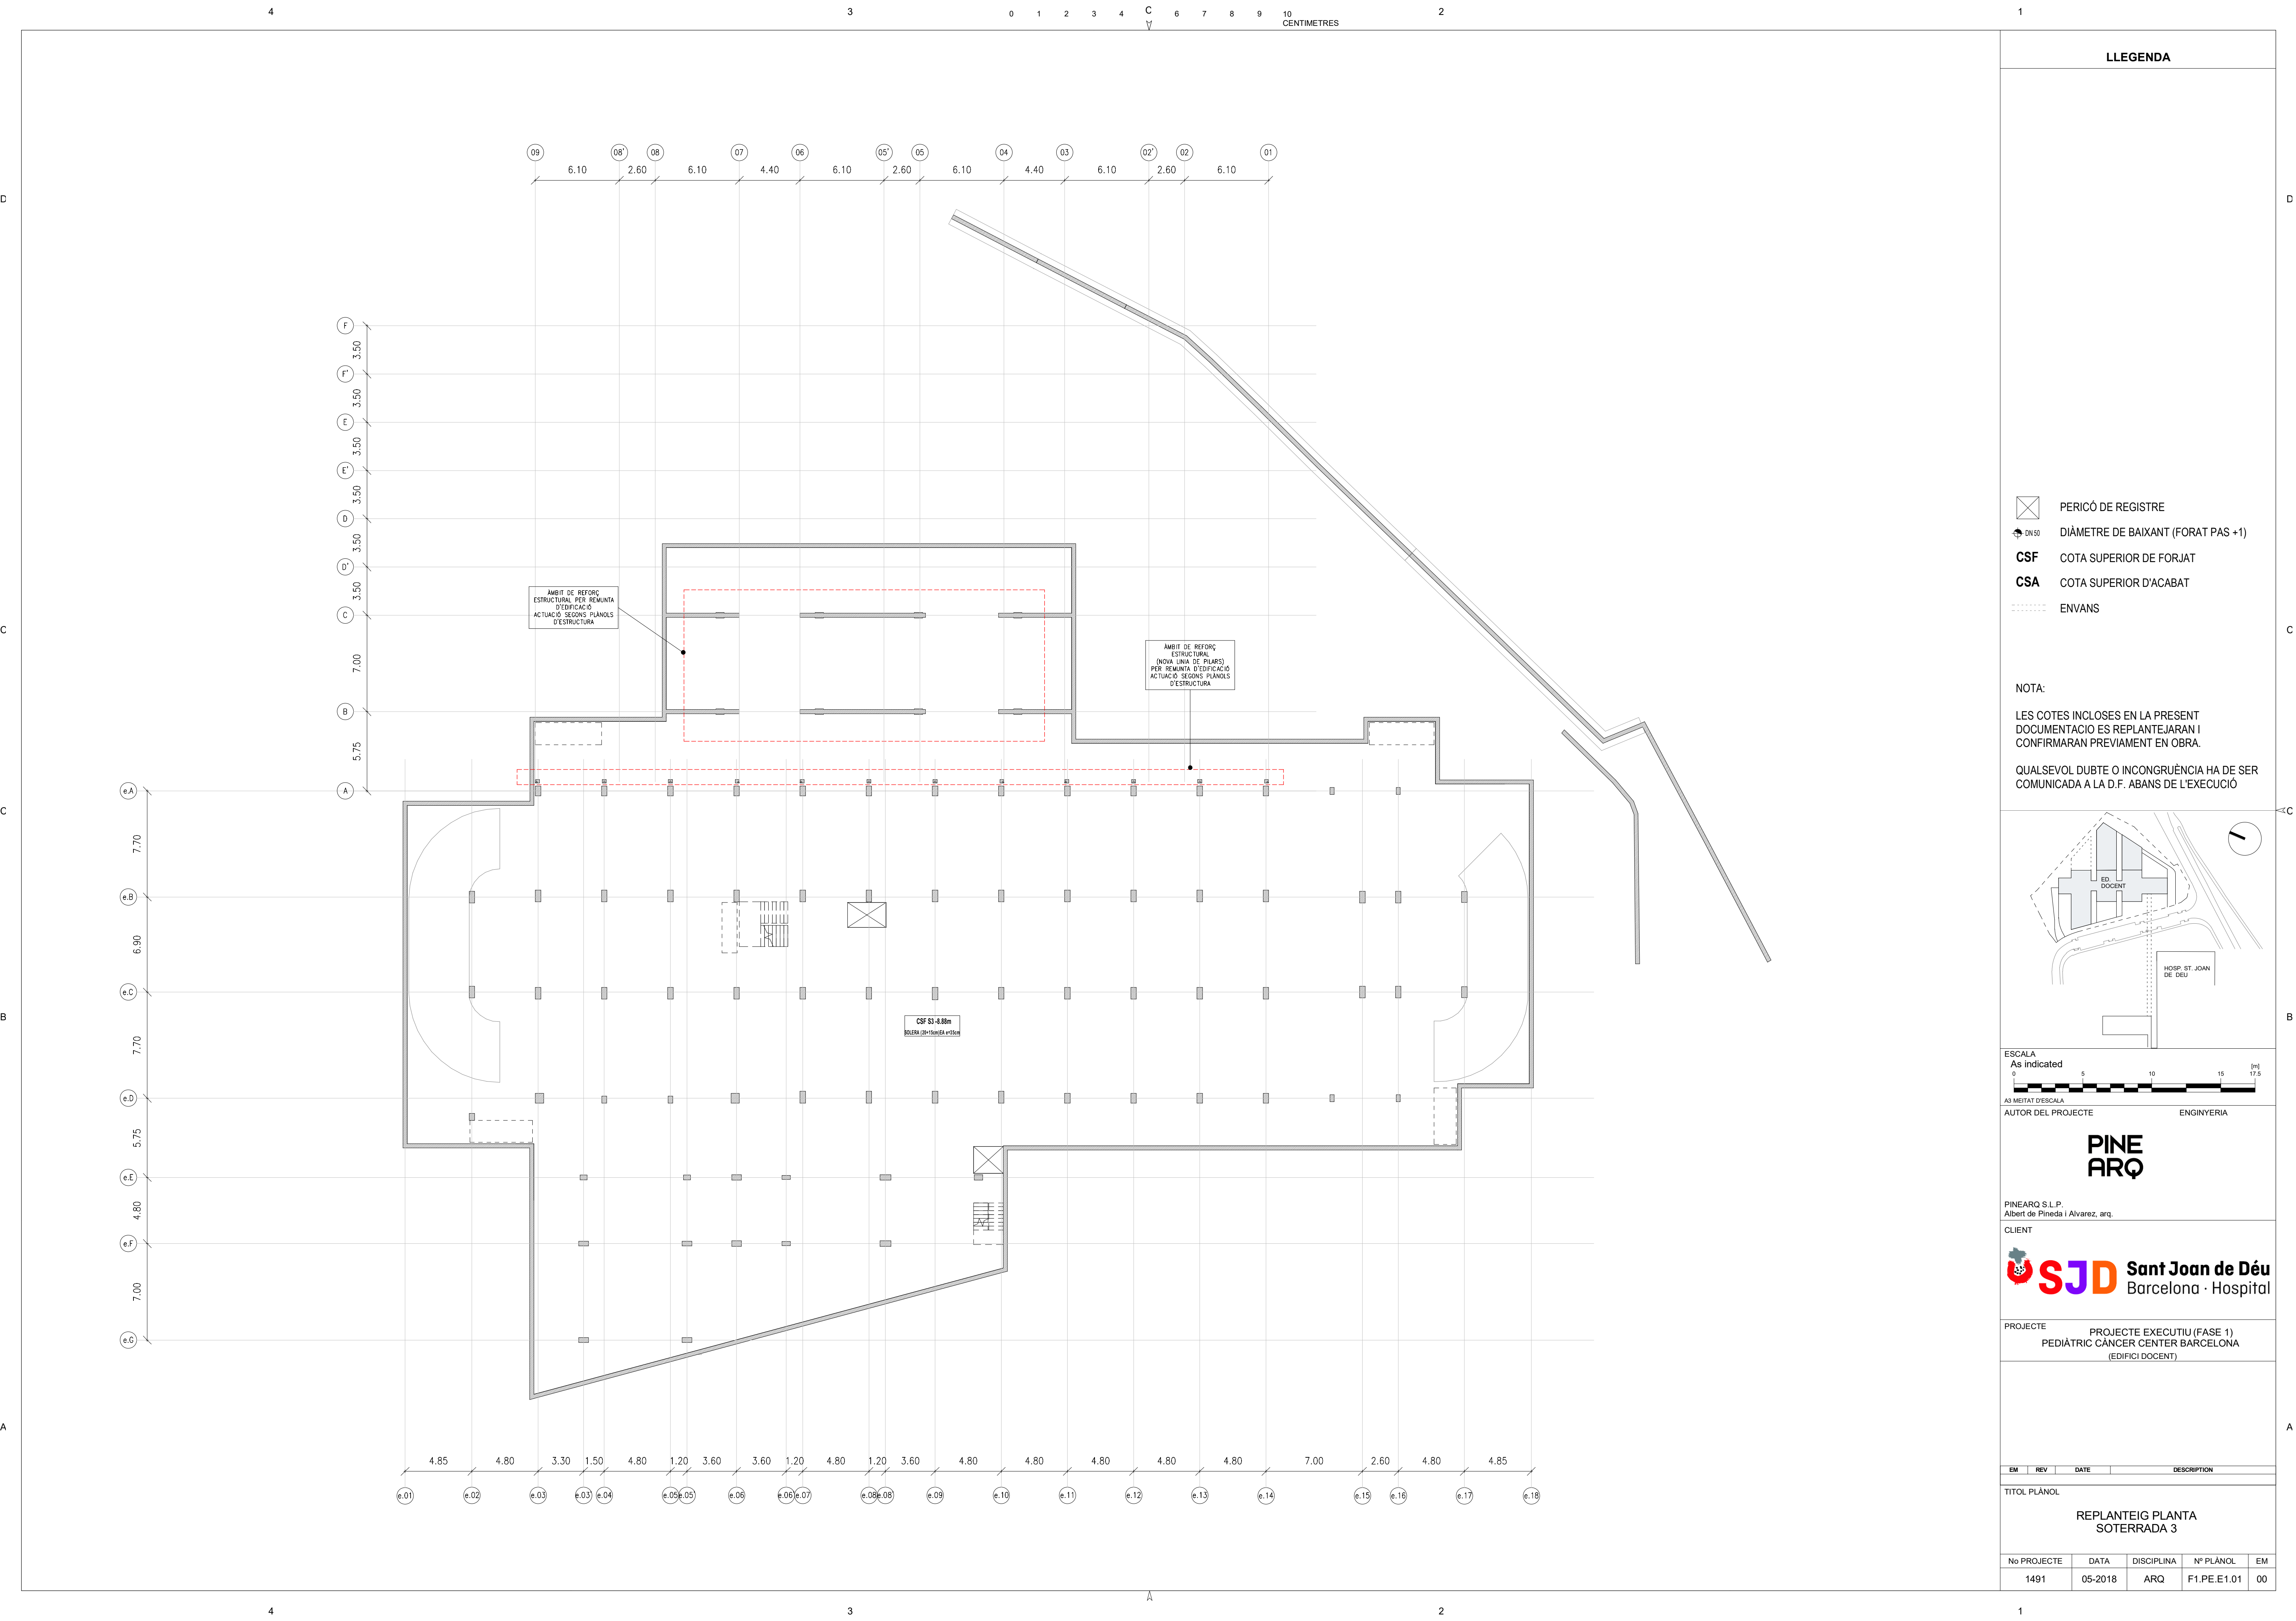 4
3
0 1 2 3 4 C 6 7 8 9 10
CENTIMETRES
2
1
LLEGENDA
09 08' 08 07 06 05' 05 04 03 02' 02 01
6.10 2.60 6.10 4.40 6.10 2.60 6.10 4.40 6.10 2.60 6.10
D
D
F
3.50
F'
3.50
E
3.50
E'
3.50
D
3.50
D'
3.50
C
7.00
B
5.75
A
ÀMBIT DE REFORÇ
ESTRUCTURAL PER REMUNTA
D'EDIFICACIÓ
ACTUACIÓ SEGONS PLÀNOLS
D'ESTRUCTURA
ÀMBIT DE REFORÇ
ESTRUCTURAL
(NOVA LINIA DE PILARS)
PER REMUNTA D'EDIFICACIÓ
ACTUACIÓ SEGONS PLÀNOLS
D'ESTRUCTURA
PERICÓ DE REGISTRE
DN 50 DIÀMETRE DE BAIXANT (FORAT PAS +1)
CSF COTA SUPERIOR DE FORJAT
CSA COTA SUPERIOR D'ACABAT
ENVANS
C
C
NOTA:
LES COTES INCLOSES EN LA PRESENT
DOCUMENTACIO ES REPLANTEJARAN I
CONFIRMARAN PREVIAMENT EN OBRA.
QUALSEVOL DUBTE O INCONGRUÈNCIA HA DE SER
COMUNICADA A LA D.F. ABANS DE L'EXECUCIÓ
C
C
e.A
7.70
e.B
6.90
e.C
7.70
e.D
5.75
e.E
4.80
e.F
7.00
e.G
CSF S3 -8.88m
SOLERA (20+15cm)EA e=35cm
ED.
DOCENT
HOSP. ST. JOAN
DE DEU
B
B
ESCALA
As indicated
0 5 10 15 17.5
[m]
A3 MEITAT D'ESCALA
AUTOR DEL PROJECTE ENGINYERIA
PINE
ARQ
PINEARQ S.L.P.
Albert de Pineda i Alvarez, arq.
CLIENT
SJD Sant Joan de Déu
Barcelona · Hospital
PROJECTE
PROJECTE EXECUTIU (FASE 1)
PEDIÀTRIC CÀNCER CENTER BARCELONA
(EDIFICI DOCENT)
A
A
4.85 4.80 3.30 1.50 4.80 1.20 3.60 3.60 1.20 4.80 1.20 3.60 4.80 4.80 4.80 4.80 4.80 7.00 2.60 4.80 4.85
e.01 e.02 e.03 e.03' e.04 e.05 e.05' e.06 e.06' e.07 e.08 e.08' e.09 e.10 e.11 e.12 e.13 e.14 e.15 e.16 e.17 e.18
EM REV DATE DESCRIPTION
TITOL PLÀNOL
REPLANTEIG PLANTA
SOTERRADA 3
No PROJECTE DATA DISCIPLINA Nº PLÀNOL EM
1491 05-2018 ARQ F1.PE.E1.01 00
4
3
2
1